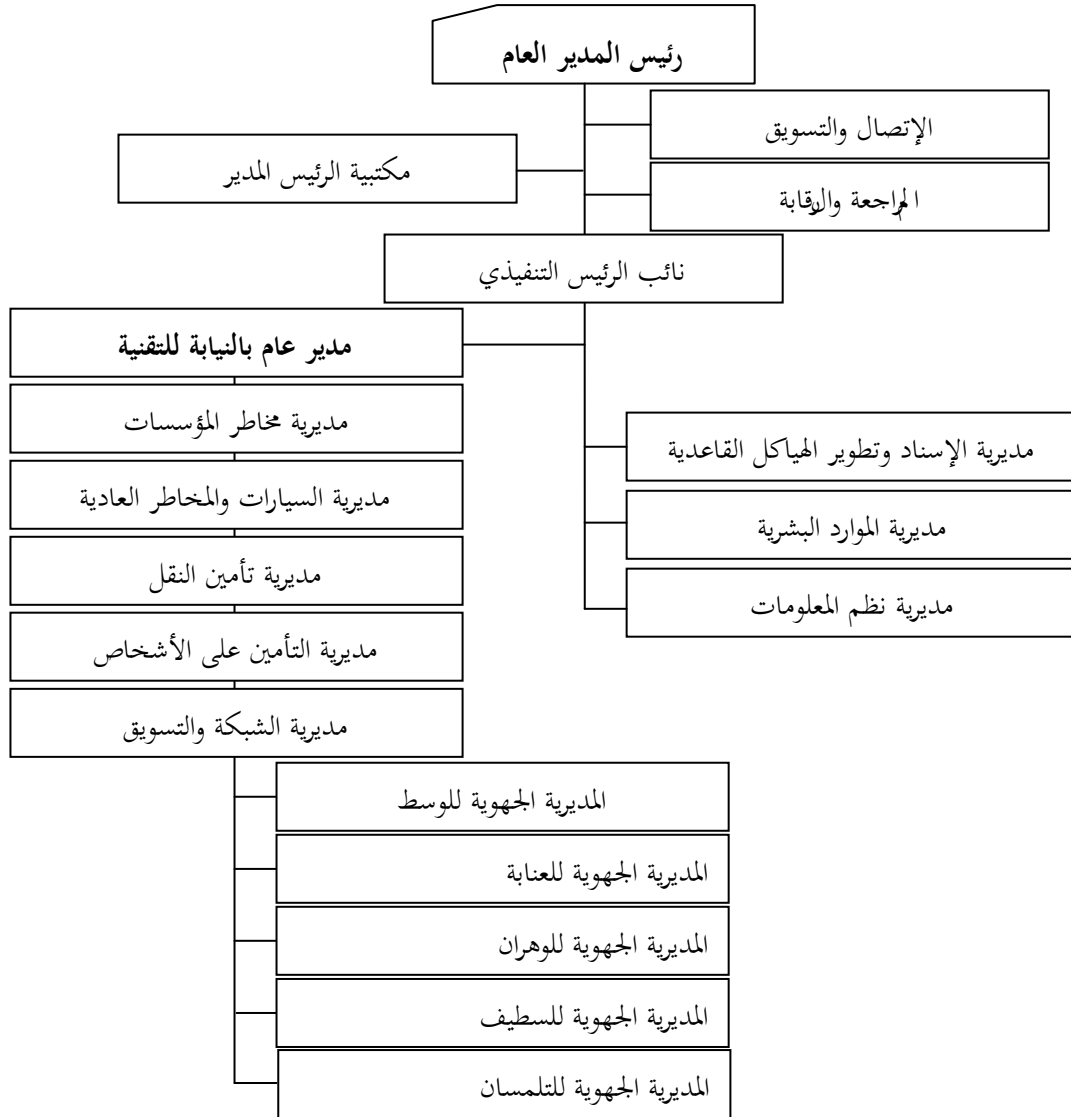 رئيس المدير العام
الإتصال والتسويق
مكتبية الرئيس المدير
المراجعة والرقابة
نائب الرئيس التنفيذي
مدير عام بالنيابة للتقنية
مديرية مخاطر المؤسسات
مديرية الإسناد وتطوير الهياكل القاعدية
مديرية السيارات والمخاطر العادية
مديرية الموارد البشرية
مديرية تأمين النقل
مديرية نظم المعلومات
مديرية التأمين على الأشخاص
مديرية الشبكة والتسويق
المديرية الجهوية للوسط
المديرية الجهوية للعنابة
المديرية الجهوية للوهران
المديرية الجهوية للسطيف
المديرية الجهوية للتلمسان